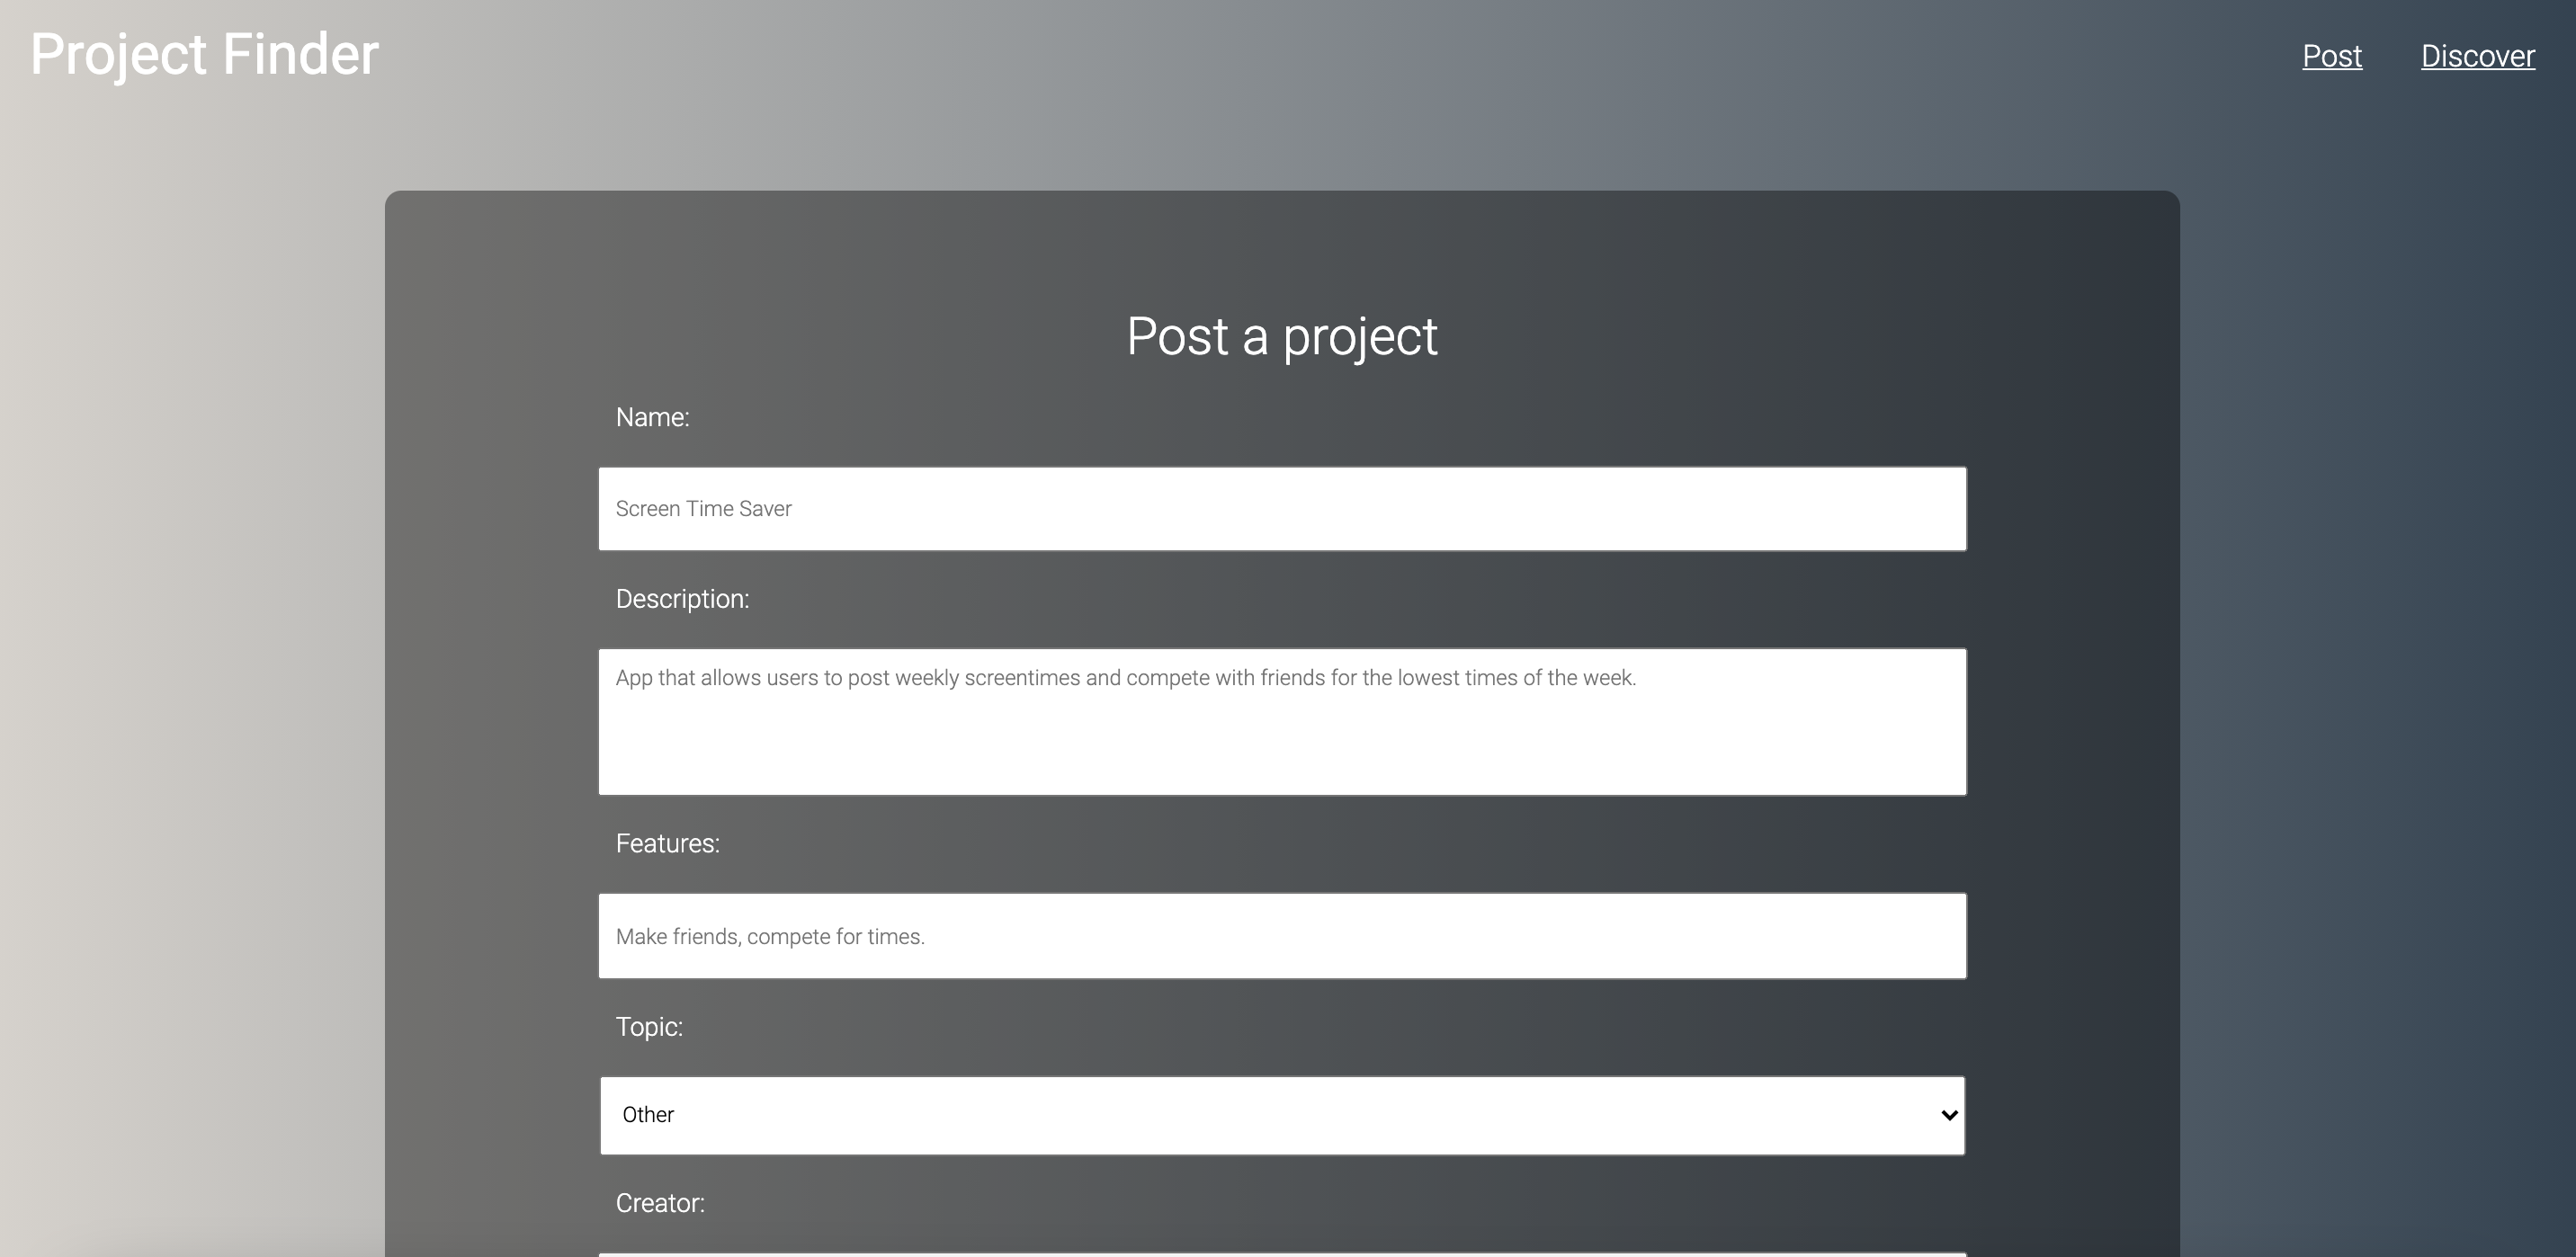 Project Finder
Post
Discover
Post a project
Name:
Screen Time Saver
Description:
App that allows users to post weekly screentimes and compete with friends for the lowest times of the week.
Features:
Make friends, compete for times.
Topic:
Other
Creator: